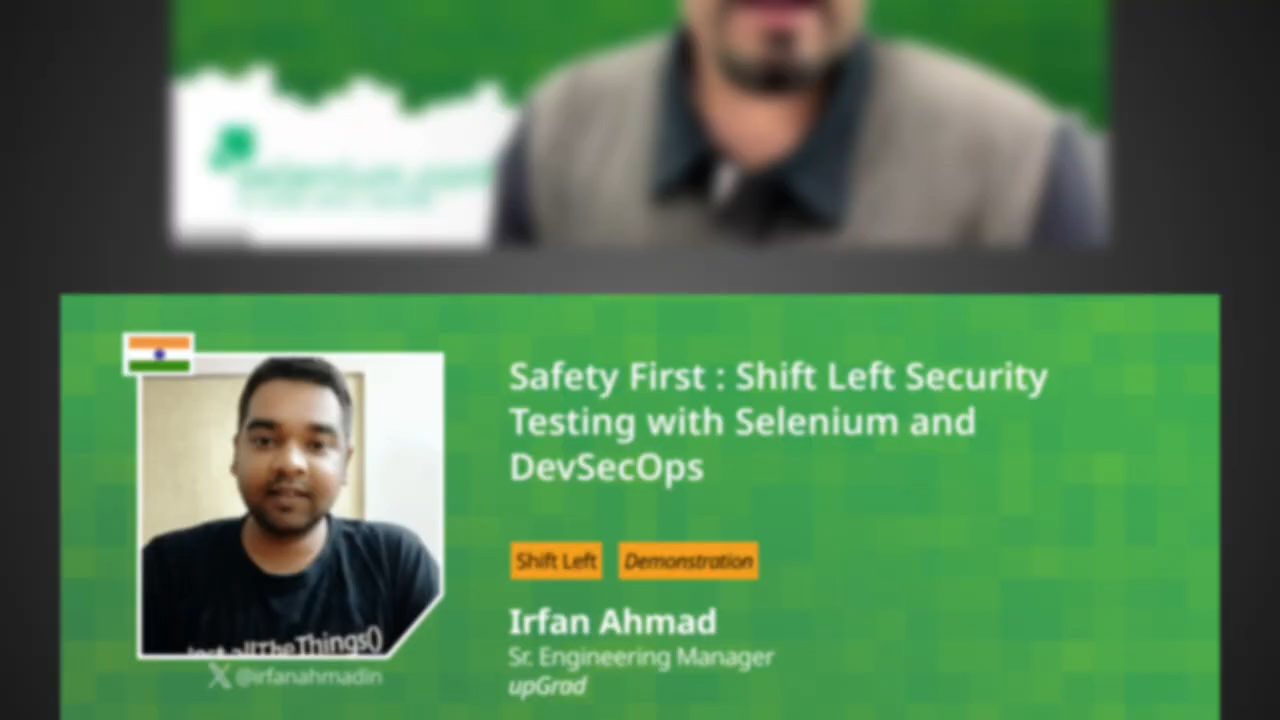 Safety First : Shift Left Security
Testing with Selenium and
DevSecOps
Shift Left
Demonstration
Irfan Ahmad
Sr. Engineering Manager
upGrad
@irfanahmadin